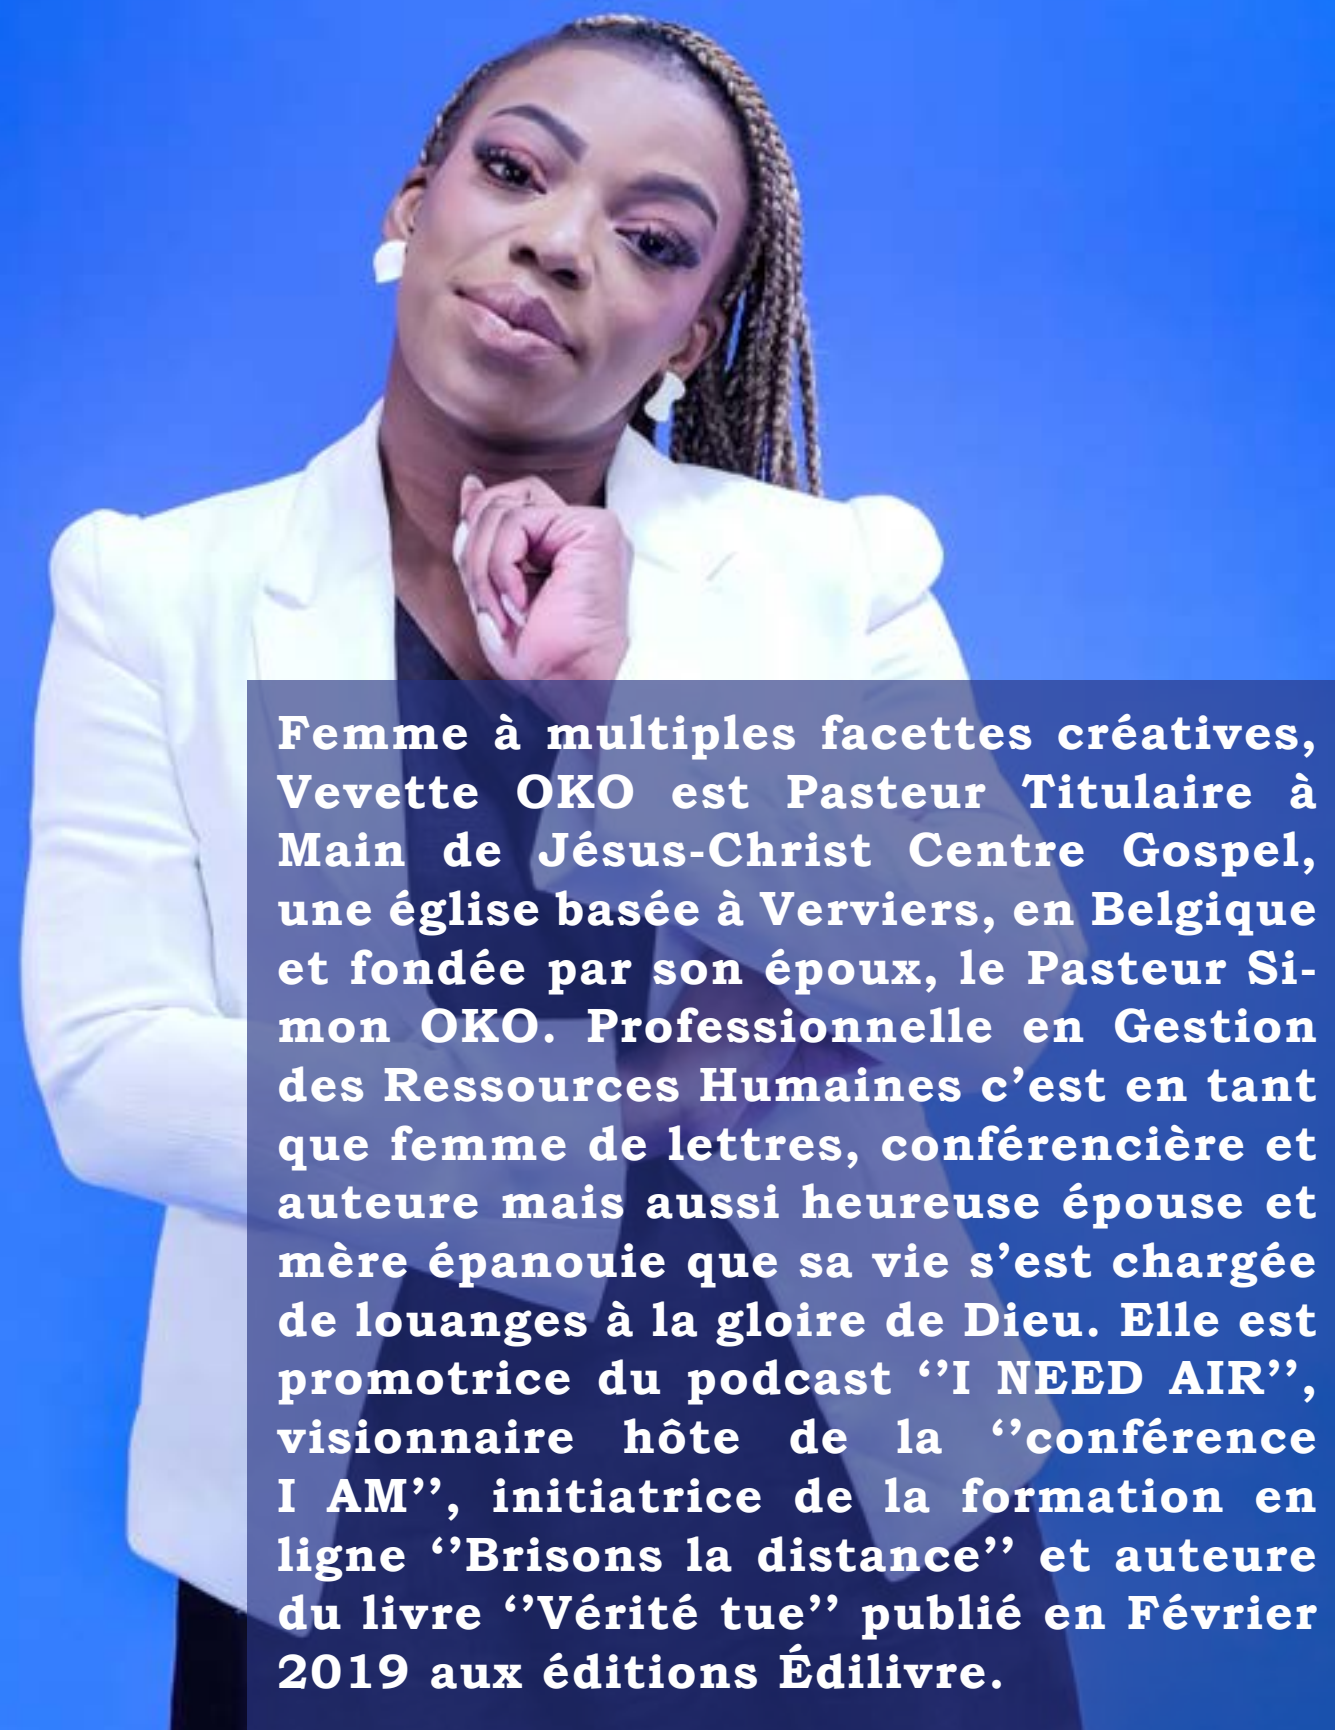 Femme à multiples facettes créatives,
Vevette OKO est Pasteur Titulaire à
Main de Jésus-Christ Centre Gospel,
une église basée à Verviers, en Belgique
et fondée par son époux, le Pasteur Si-
mon OKO. Professionnelle en Gestion
des Ressources Humaines c’est en tant
que femme de lettres, conférencière et
auteure mais aussi heureuse épouse et
mère épanouie que sa vie s’est chargée
de louanges à la gloire de Dieu. Elle est
promotrice du podcast ‘’I NEED AIR’’,
visionnaire hôte de la ‘’conférence
I AM’’, initiatrice de la formation en
ligne ‘’Brisons la distance’’ et auteure
du livre ‘’Vérité tue’’ publié en Février
2019 aux éditions Édilivre.